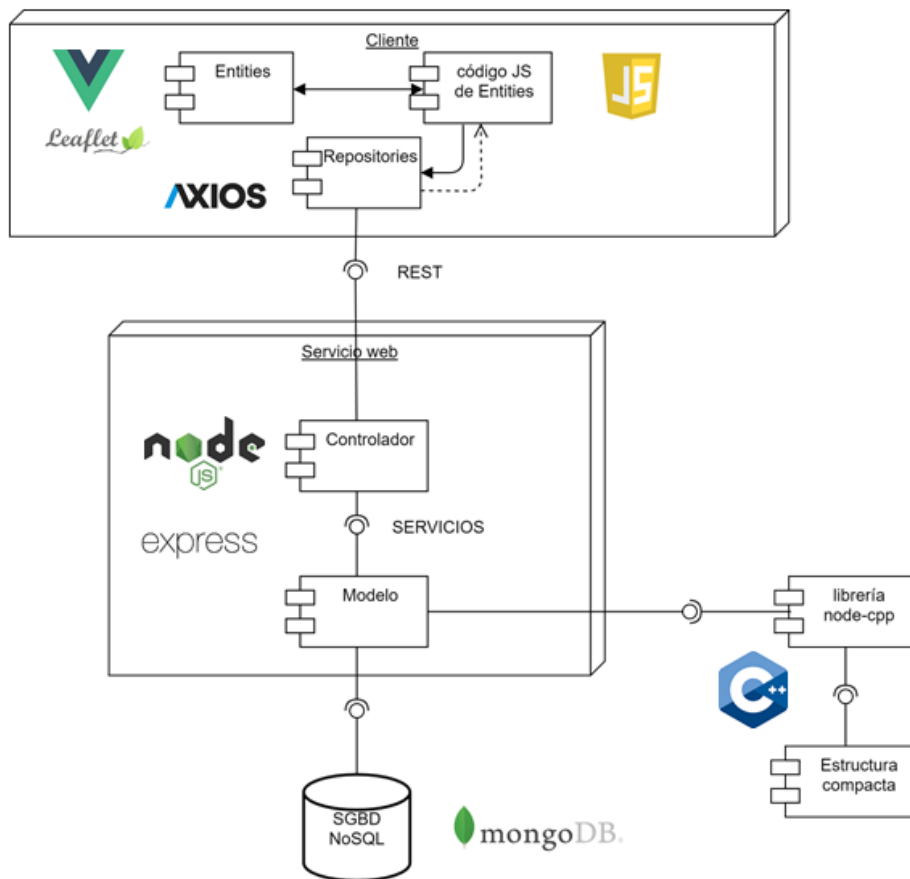 Cliente
Entities
código JS
de Entities
JS
Leaflet
Repositories
AXIOS
REST
Servicio web
Controlador
node
JS
express
SERVICIOS
Modelo
librería
node-cpp
C++
Estructura
compacta
SGBD
NoSQL
mongoDB.